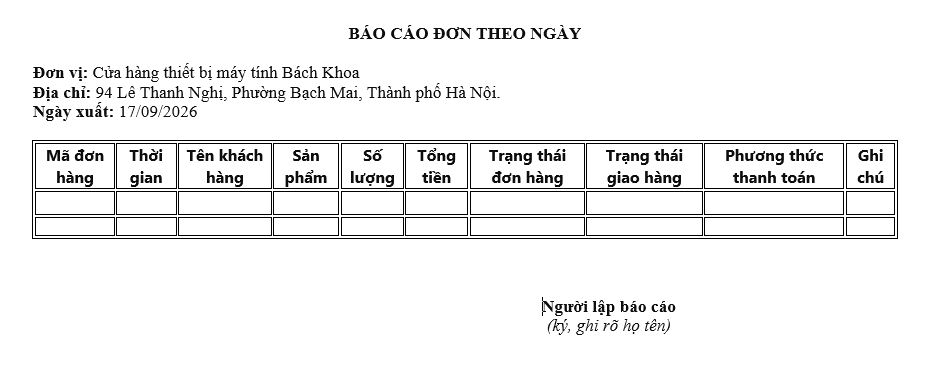 BÁO CÁO ĐƠN THEO NGÀY
Đơn vị: Cửa hàng thiết bị máy tính Bách Khoa
Địa chỉ: 94 Lê Thanh Nghị, Phường Bạch Mai, Thành phố Hà Nội.
Ngày xuất: 17/09/2026
Mã đơn hàng Thời gian Tên khách hàng Sản phẩm Số lượng Tổng tiền Trạng thái đơn hàng Trạng thái giao hàng Phương thức thanh toán Ghi chú
Người lập báo cáo
(ký, ghi rõ họ tên)